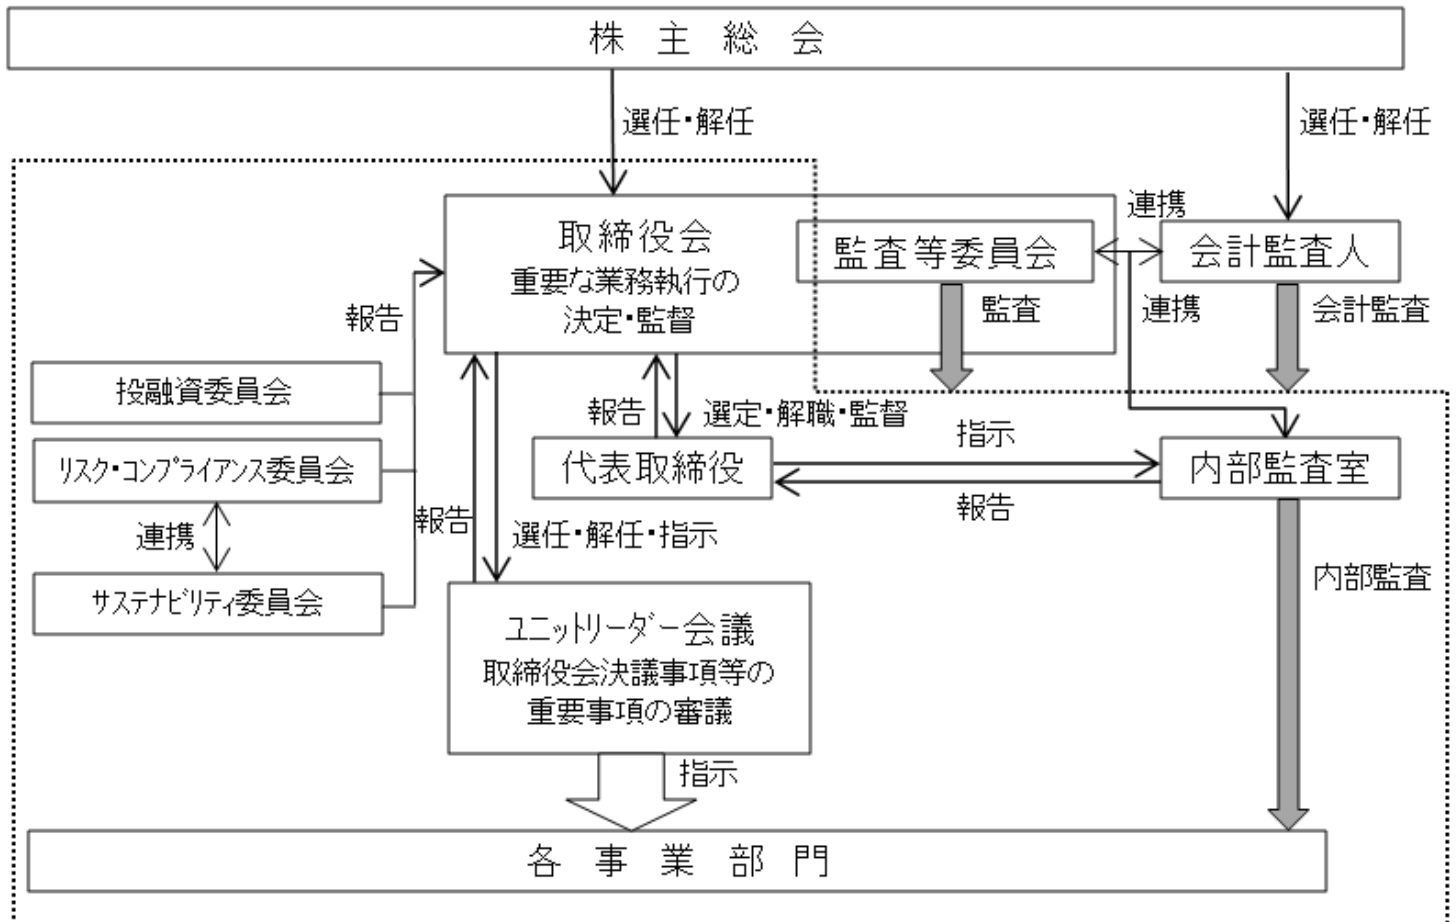 株主総会
選任・解任
選任・解任
取締役会
重要な業務執行の
決定・監督
監査等委員会
連携
会計監査人
監査
連携
会計監査
報告
投融資委員会
報告
選定・解職・監督
リスク・コンプライアンス委員会
代表取締役
指示
内部監査室
報告
連携
報告
選任・解任・指示
サステナビリティ委員会
内部監査
ユニットリーダー会議
取締役会決議事項等の
重要事項の審議
指示
各事業部門